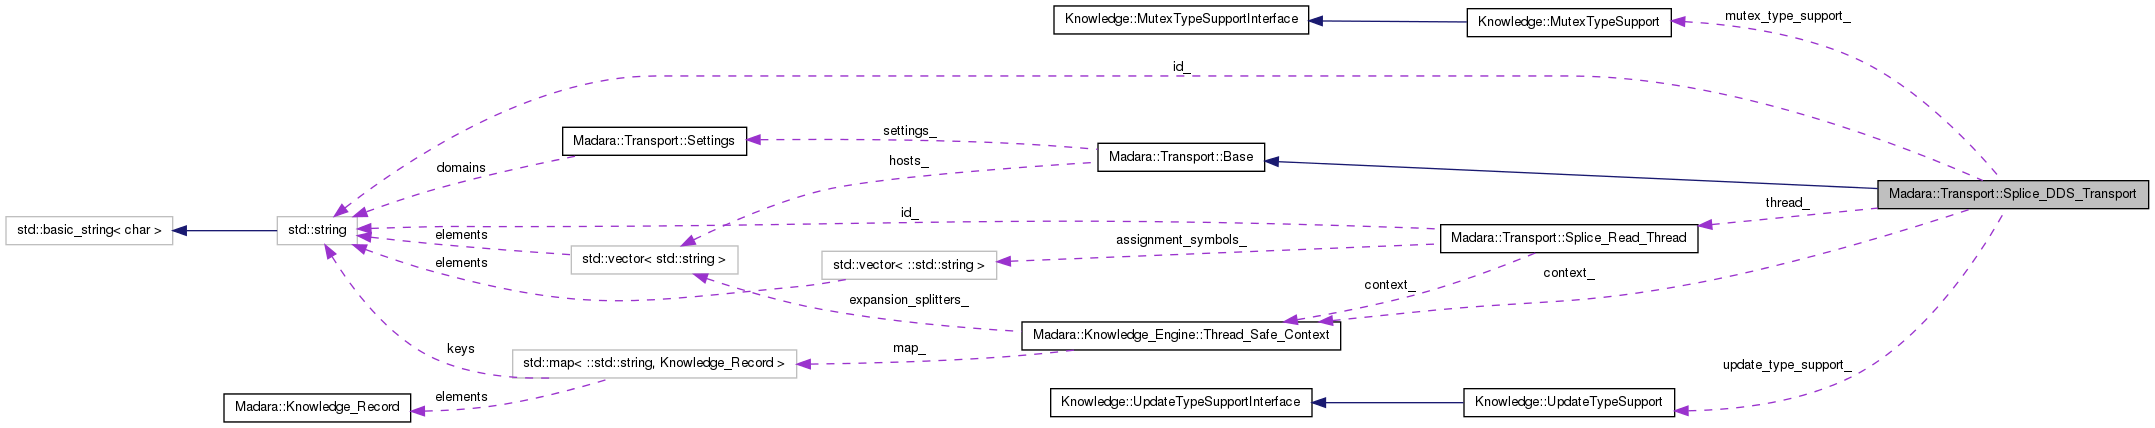 Knowledge::MutexTypeSupportInterface
Knowledge::MutexTypeSupport
mutex_type_support_
id_
settings_
Madara::Transport::Settings
hosts_
Madara::Transport::Base
domains
Madara::Transport::Splice_DDS_Transport
thread_
id_
std::basic_string< char >
std::string
elements
assignment_symbols_
Madara::Transport::Splice_Read_Thread
elements
std::vector< std::string >
std::vector< ::std::string >
context_
context_
expansion_splitters_
Madara::Knowledge_Engine::Thread_Safe_Context
keys
map_
std::map< ::std::string, Knowledge_Record >
update_type_support_
elements
Madara::Knowledge_Record
Knowledge::UpdateTypeSupportInterface
Knowledge::UpdateTypeSupport